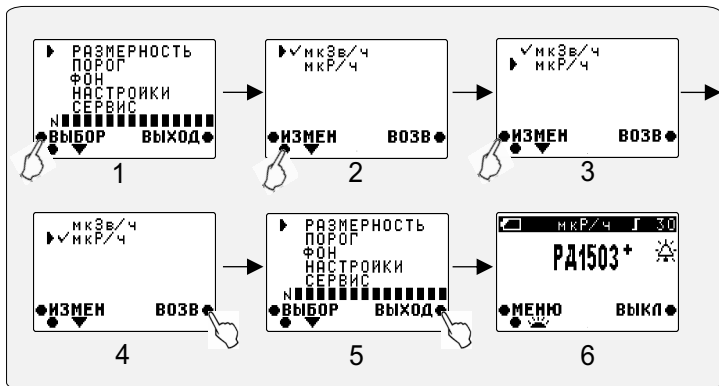 РАЗМЕРНОСТЬ
ПОРОГ
ФОН
НАСТРОЙКИ
СЕРВИС
N
ВЫБОР ВЫХОД
1
✓мкЗв/ч
мкР/ч
ИЗМЕН ВОЗВ
2
✓мкЗв/ч
мкР/ч
ИЗМЕН ВОЗВ
3
мкЗв/ч
✓мкР/ч
ИЗМЕН ВОЗВ
4
РАЗМЕРНОСТЬ
ПОРОГ
ФОН
НАСТРОЙКИ
СЕРВИС
N
ВЫБОР ВЫХОД
5
мкР/ч 30
РД1503+
МЕНЮ ВЫКЛ
6